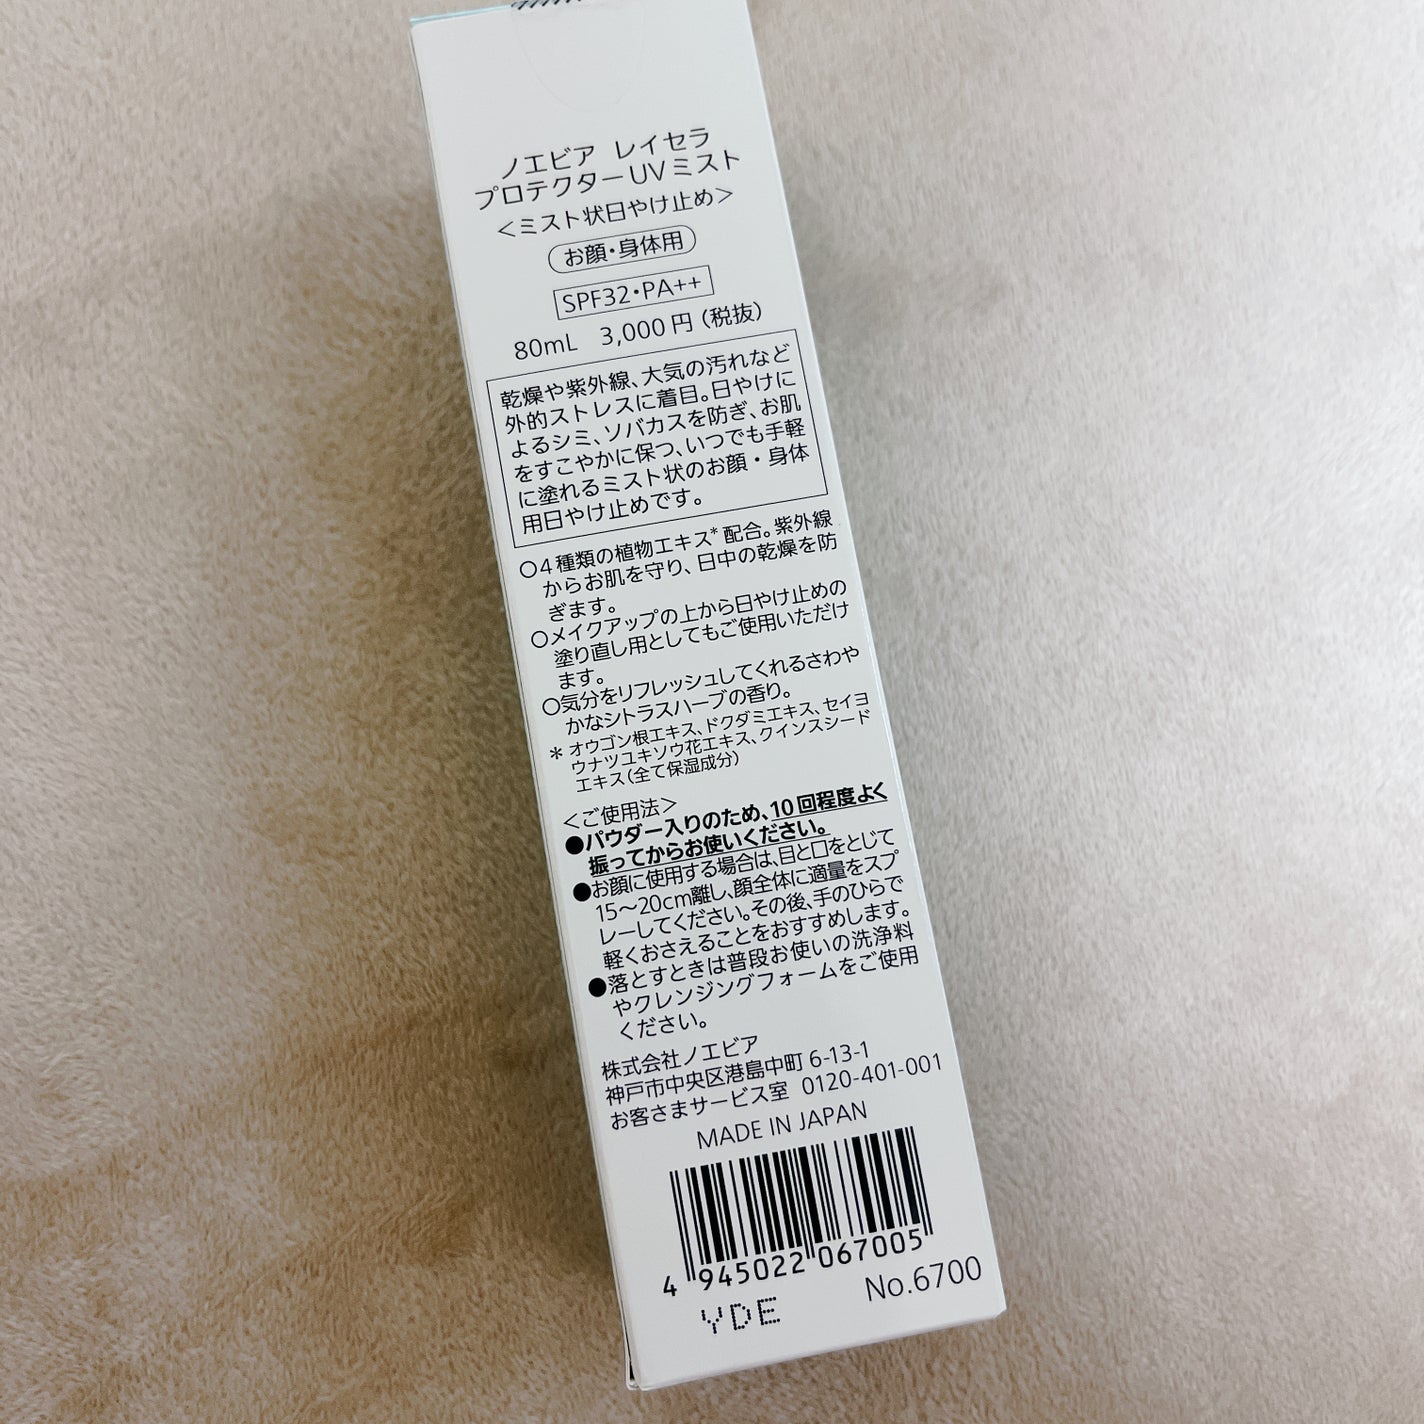 ノエビア レイセラ
プロテクターUVミスト
＜ミスト状日やけ止め＞
お顔・身体用
SPF32・PA++
80mL 3,000円（税抜）
乾燥や紫外線、大気の汚れなど
外的ストレスに着目。日やけに
よるシミ、ソバカスを防ぎ、お肌
をすこやかに保つ、いつでも手軽
に塗れるミスト状のお顔・身体
用日やけ止めです。
○4種類の植物エキス*配合。紫外線
からお肌を守り、日中の乾燥を防
ぎます。
○メイクアップの上から日やけ止めの
塗り直し用としてもご使用いただけ
ます。
○気分をリフレッシュしてくれるさわや
かなシトラスハーブの香り。
* オウゴン根エキス、ドクダミエキス、セイヨ
ウナツユキソウ花エキス、クインスシード
エキス（全て保湿成分）
＜ご使用法＞
●パウダー入りのため、10回程度よく
振ってからお使いください。
●お顔に使用する場合は、目と口をとじて
15～20cm離し、顔全体に適量をスプ
レーしてください。その後、手のひらで
軽くおさえることをおすすめします。
●落とすときは普段お使いの洗浄料
やクレンジングフォームをご使用
ください。
株式会社ノエビア
神戸市中央区港島中町 6-13-1
お客さまサービス室 0120-401-001
MADE IN JAPAN
4 945022 067005
YDE No.6700